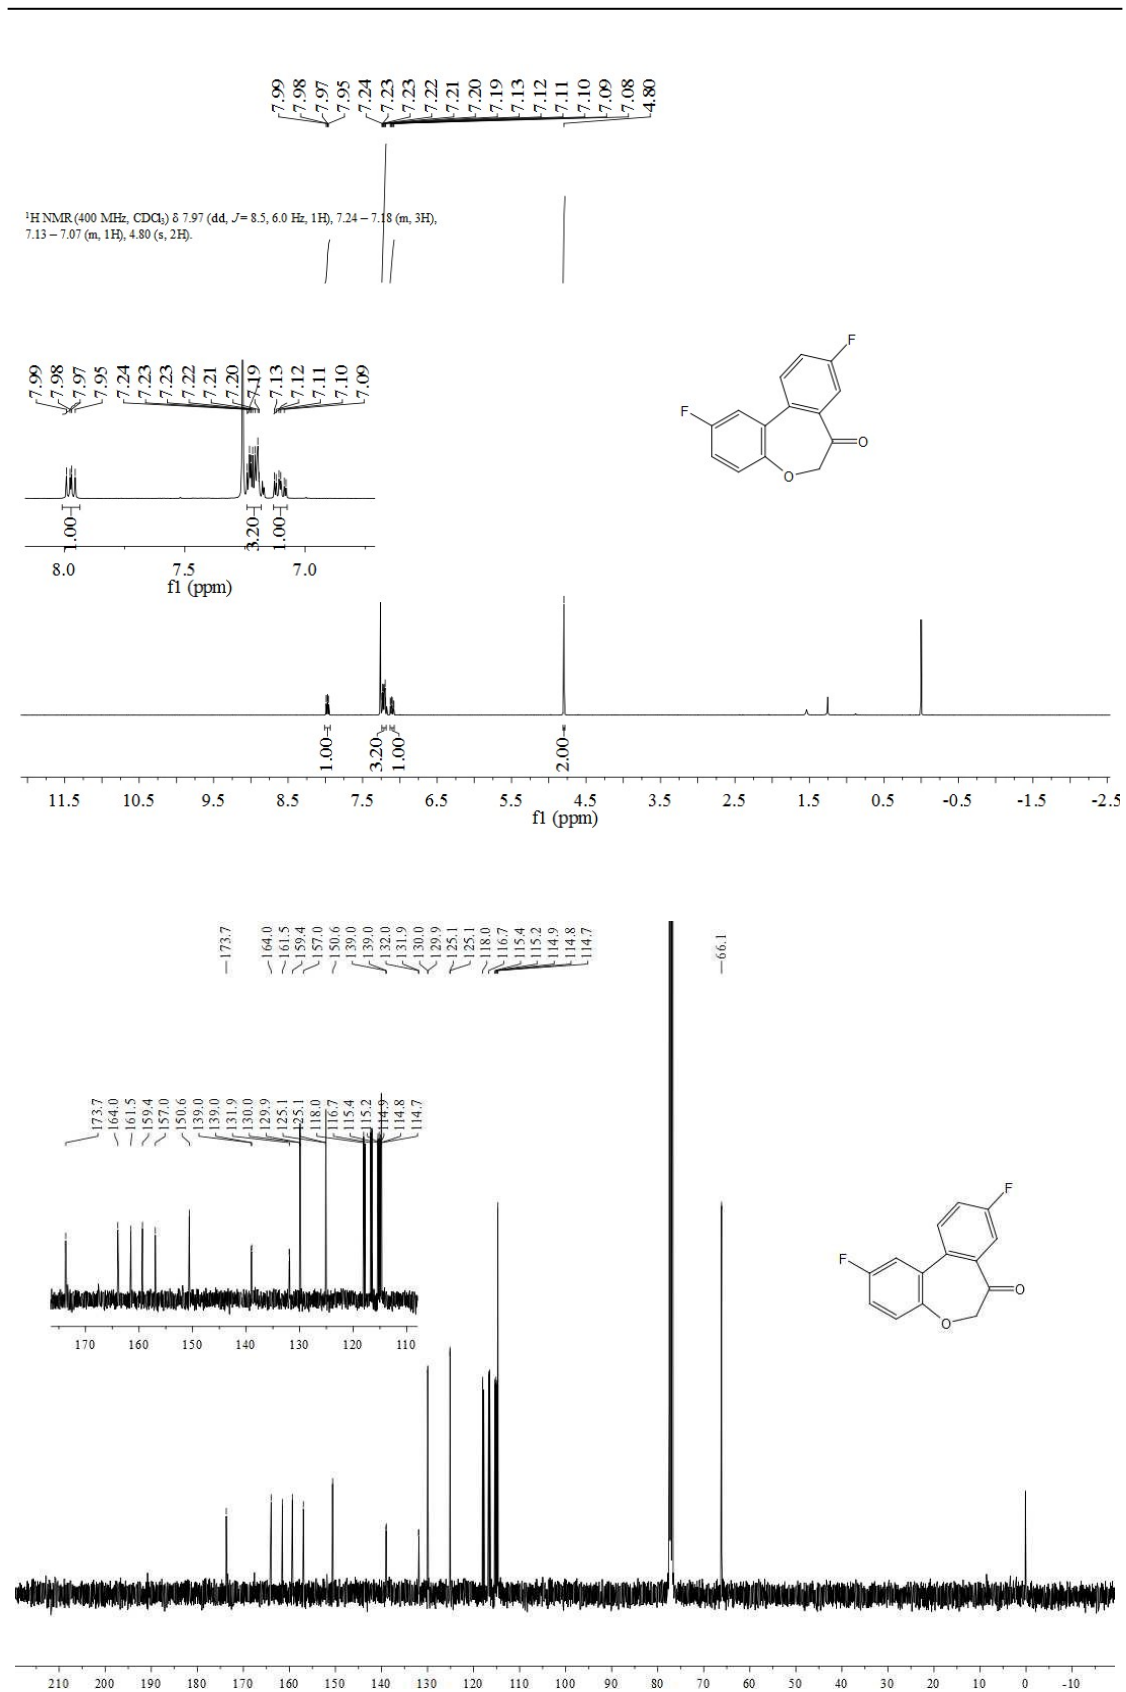 7.99 7.98 7.97 7.95 7.24 7.23 7.23 7.22 7.21 7.20 7.19 7.13 7.12 7.11 7.10 7.09 7.08 4.80
¹H NMR (400 MHz, CDCl₃) δ 7.97 (dd, J = 8.5, 6.0 Hz, 1H), 7.24 – 7.18 (m, 3H),
7.13 – 7.07 (m, 1H), 4.80 (s, 2H).
7.99 7.98 7.97 7.95 7.24 7.23 7.23 7.22 7.21 7.20 7.19 7.13 7.12 7.11 7.10 7.09
F
F
O
O
1.00 3.20 1.00
8.0 7.5 7.0
f1 (ppm)
1.00 3.20 1.00 2.00
11.5 10.5 9.5 8.5 7.5 6.5 5.5 4.5 3.5 2.5 1.5 0.5 -0.5 -1.5 -2.5
f1 (ppm)
173.7 164.0 161.5 159.4 157.0 150.6 139.0 139.0 132.0 131.9 130.0 129.9 125.1 125.1 118.0 116.7 115.4 115.2 114.9 114.8 114.7 66.1
173.7 164.0 161.5 159.4 157.0 150.6 139.0 139.0 131.9 130.0 129.9 125.1 125.1 118.0 116.7 115.4 115.2 114.9 114.8 114.7
F
F
O
O
170 160 150 140 130 120 110
210 200 190 180 170 160 150 140 130 120 110 100 90 80 70 60 50 40 30 20 10 0 -10